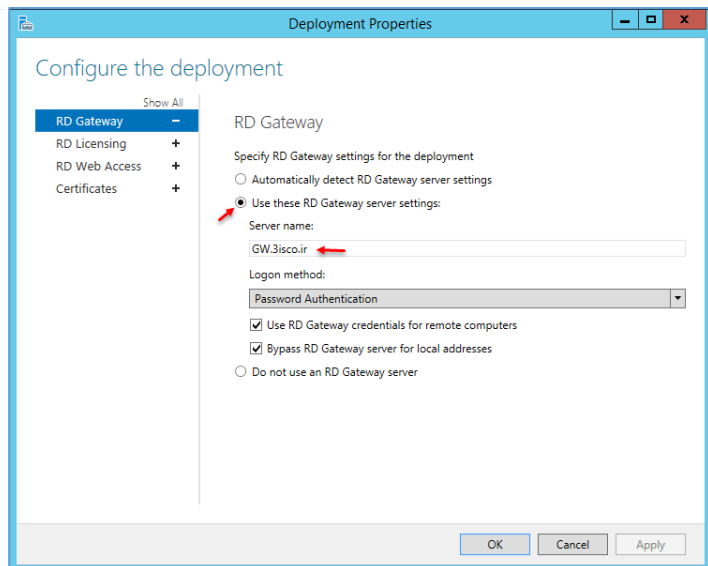 Deployment Properties
Configure the deployment
Show All
RD Gateway
RD Licensing
RD Web Access
Certificates
RD Gateway
Specify RD Gateway settings for the deployment
Automatically detect RD Gateway server settings
Use these RD Gateway server settings:
Server name:
GW.3isco.ir
Logon method:
Password Authentication
Use RD Gateway credentials for remote computers
Bypass RD Gateway server for local addresses
Do not use an RD Gateway server
OK Cancel Apply